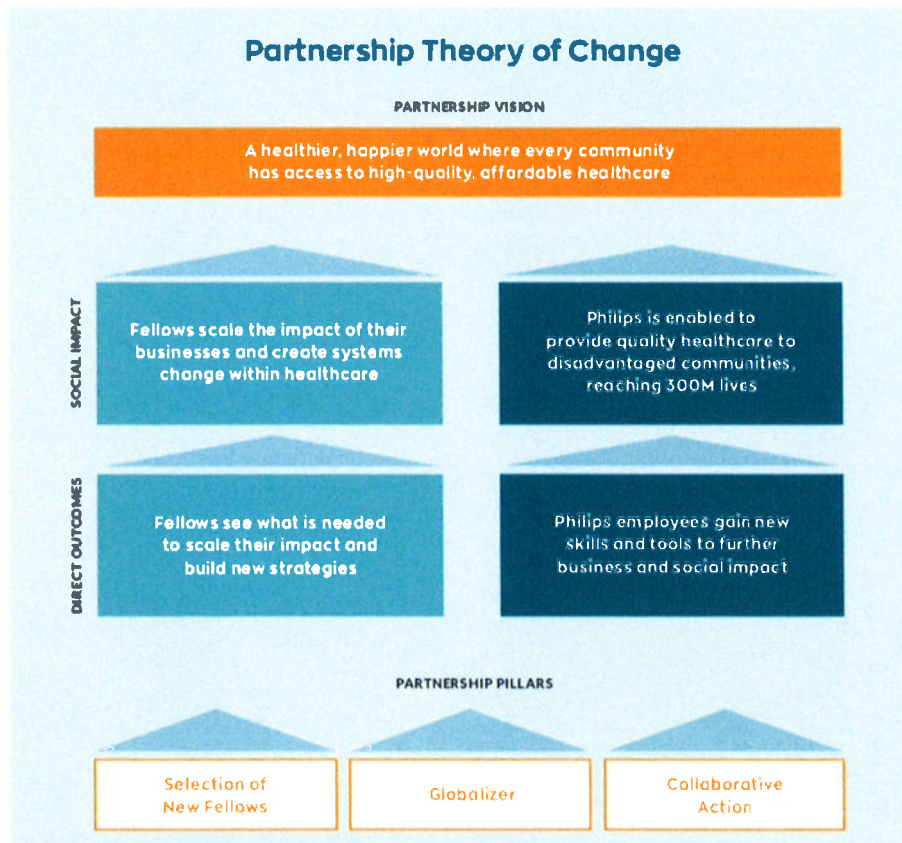 Partnership Theory of Change
PARTNERSHIP VISION
A healthier, happier world where every community
has access to high-quality, affordable healthcare
SOCIAL IMPACT
Fellows scale the impact of their
businesses and create systems
change within healthcare
Philips is enabled to
provide quality healthcare to
disadvantaged communities,
reaching 300M lives
DIRECT OUTCOMES
Fellows see what is needed
to scale their impact and
build new strategies
Philips employees gain new
skills and tools to further
business and social impact
PARTNERSHIP PILLARS
Selection of
New Fellows
Globalizer
Collaborative
Action